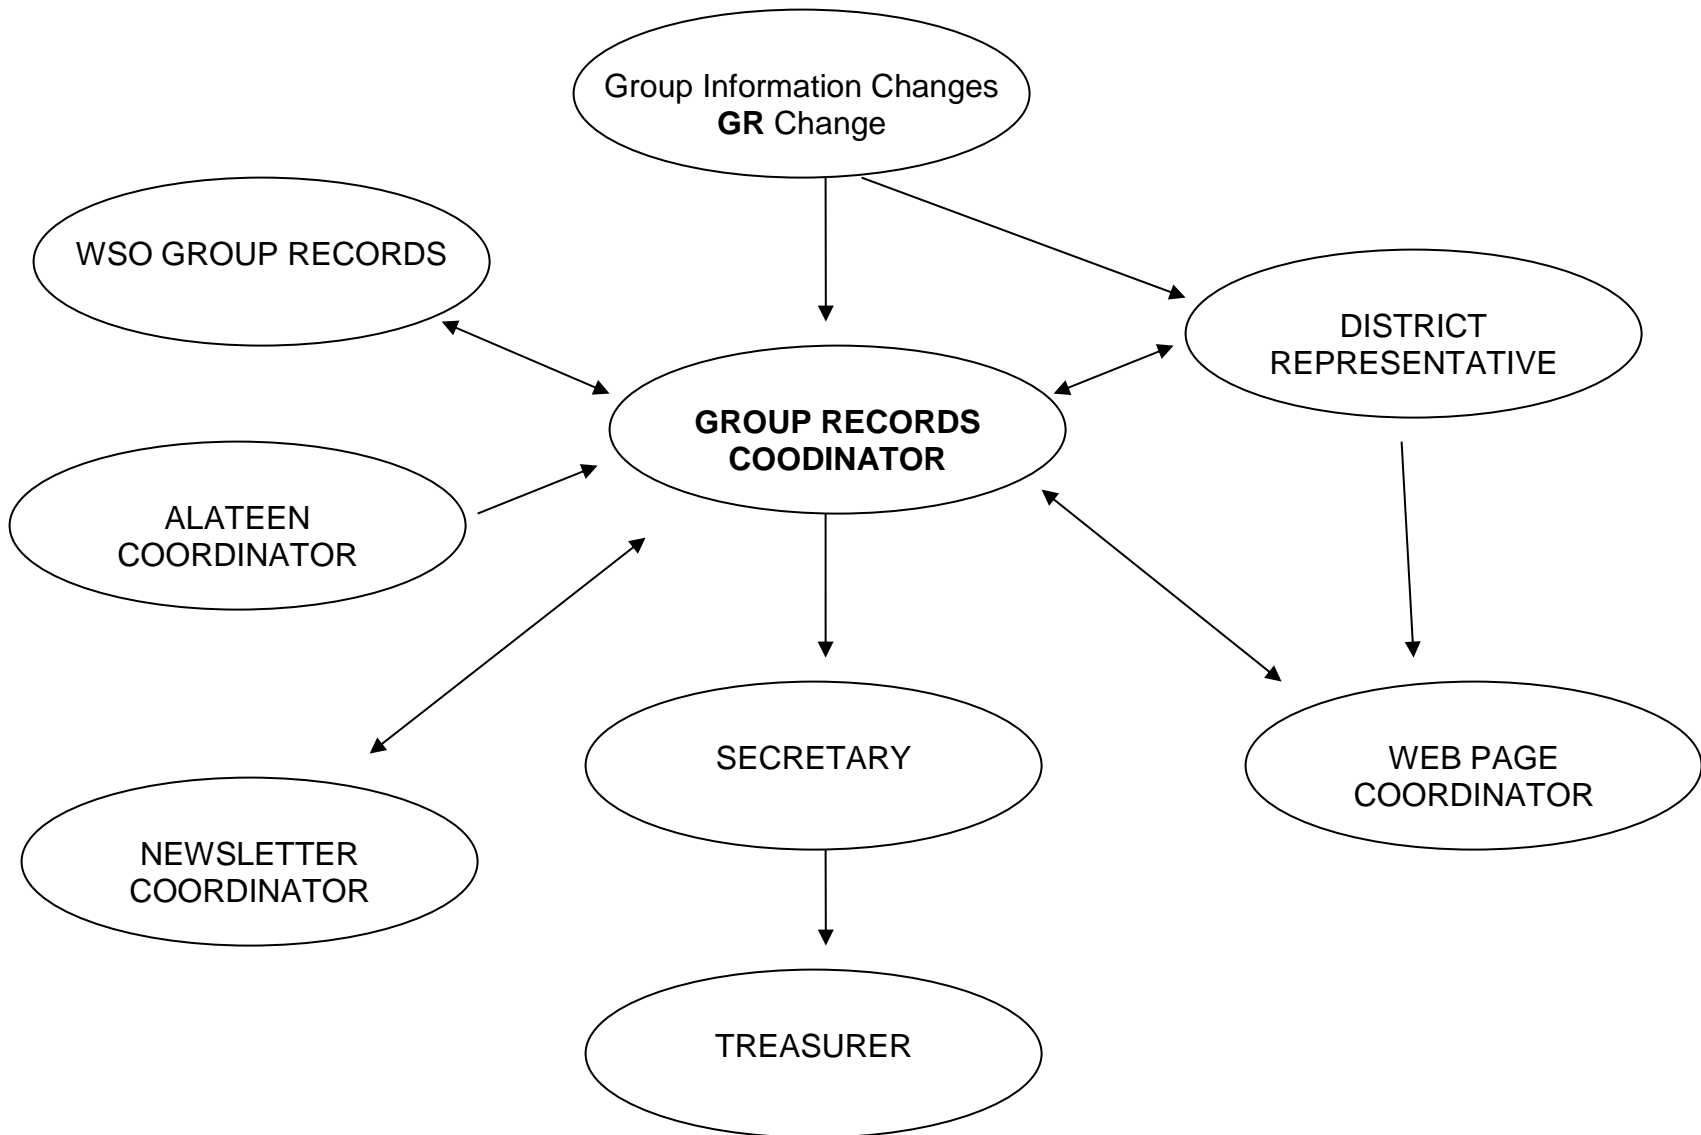 Group Information Changes
GR Change
WSO GROUP RECORDS
DISTRICT
REPRESENTATIVE
GROUP RECORDS
COODINATOR
ALATEEN
COORDINATOR
SECRETARY
WEB PAGE
COORDINATOR
NEWSLETTER
COORDINATOR
TREASURER